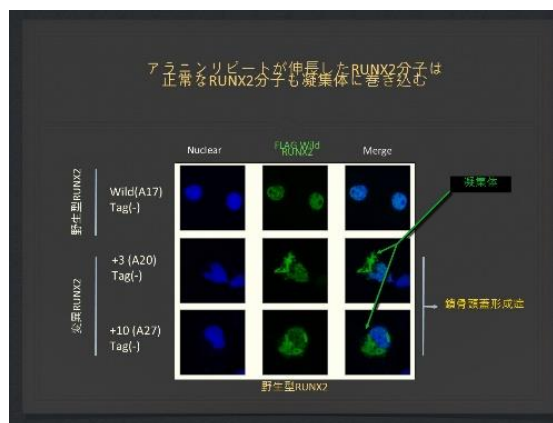 アラニンリピートが伸長したRUNX2分子は
正常なRUNX2分子も凝集体に巻き込む
Nuclear
FLAG Wild
RUNX2
Merge
野生型RUNX2
Wild(A17)
Tag(-)
凝集体
変異RUNX2
+3 (A20)
Tag(-)
鎖骨頭蓋形成症
+10 (A27)
Tag(-)
野生型RUNX2